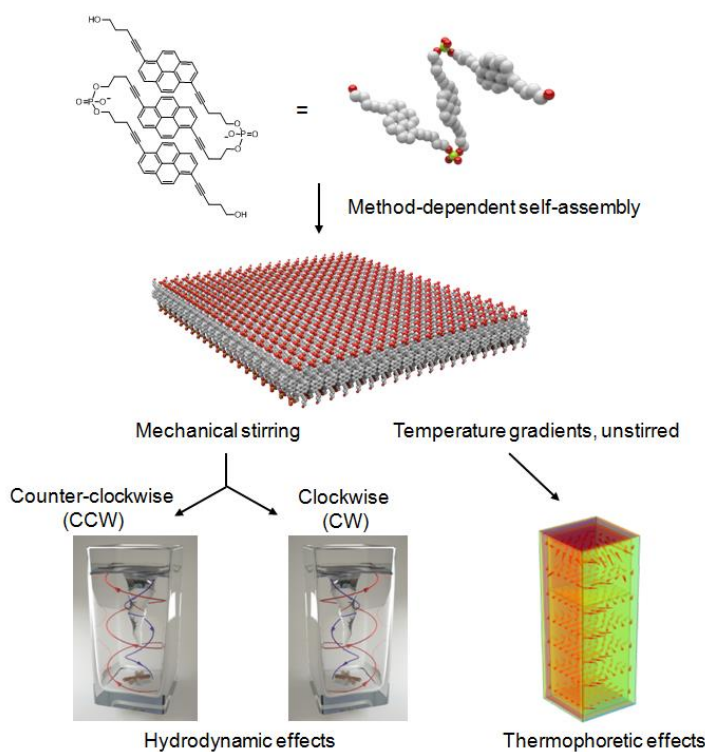 HO
O
O=P-O⁻
O
O
O
P=O
⁻O
O
OH
=
Method-dependent self-assembly
Mechanical stirring
Temperature gradients, unstirred
Counter-clockwise
(CCW)
Clockwise
(CW)
Hydrodynamic effects
Thermophoretic effects